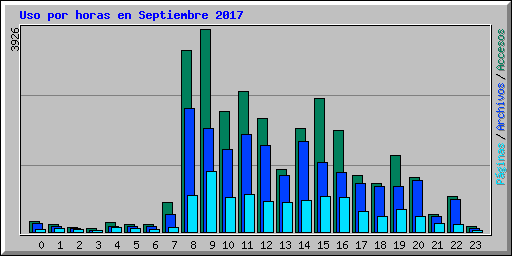 Uso por horas en Septiembre 2017
3926
Páginas / Archivos / Accesos
0 1 2 3 4 5 6 7 8 9 10 11 12 13 14 15 16 17 18 19 20 21 22 23